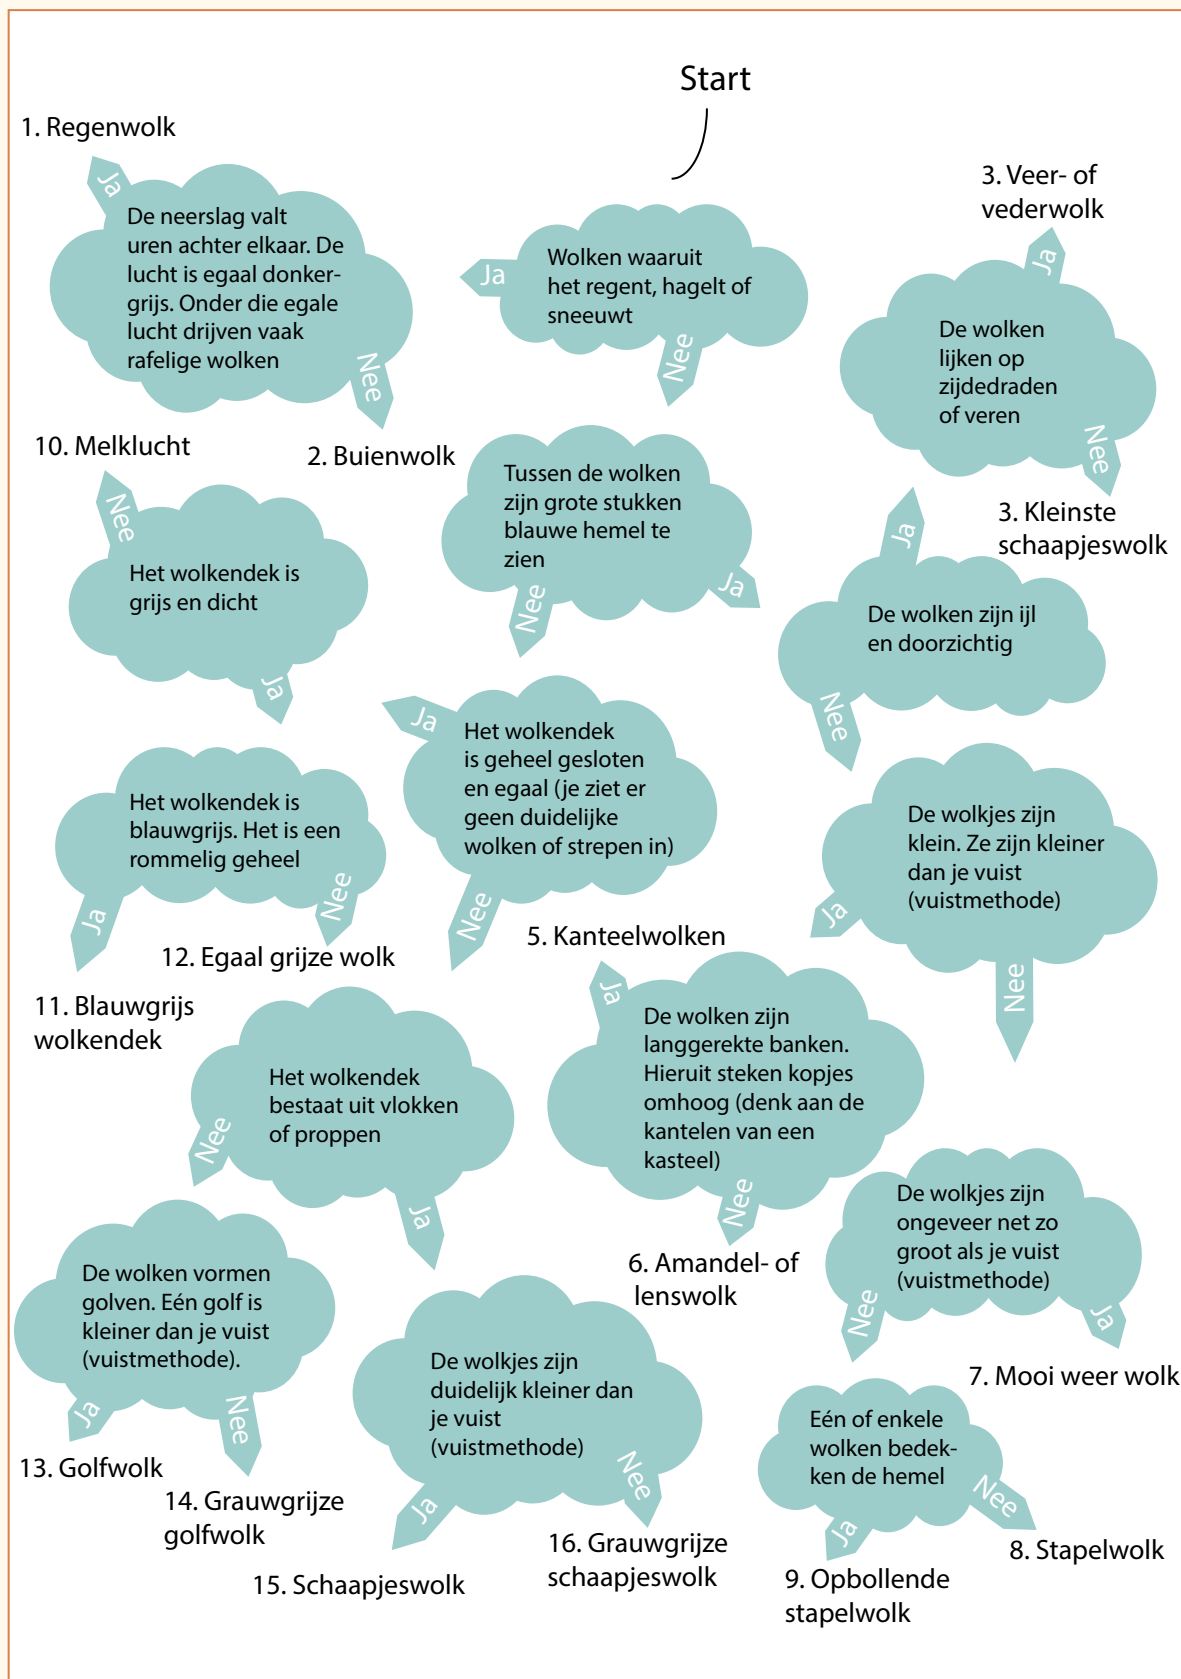 Start
1. Regenwolk
Ja
De neerslag valt
uren achter elkaar. De
lucht is egaal donker-
grijs. Onder die egale
lucht drijven vaak
rafelige wolken
Nee
2. Buienwolk
Wolken waaruit
het regent, hagelt of
sneeuwt
Ja
Nee
3. Veer- of
vederwolk
Ja
De wolken
lijken op
zijdedraden
of veren
Nee
3. Kleinste
schaapjeswolk
10. Melklucht
Nee
Het wolkendek is
grijs en dicht
Ja
Tussen de wolken
zijn grote stukken
blauwe hemel te
zien
Ja
Nee
Ja
De wolken zijn ijl
en doorzichtig
Nee
Ja
Het wolkendek
is geheel gesloten
en egaal (je ziet er
geen duidelijke
wolken of strepen in)
Nee
Het wolkendek is
blauwgrijs. Het is een
rommelig geheel
Ja
Nee
12. Egaal grijze wolk
11. Blauwgrijs
wolkendek
De wolkjes zijn
klein. Ze zijn kleiner
dan je vuist
(vuistmethode)
Ja
Nee
5. Kanteelwolken
Ja
De wolken zijn
langgerekte banken.
Hieruit steken kopjes
omhoog (denk aan de
kantelen van een
kasteel)
Nee
6. Amandel- of
lenswolk
Het wolkendek
bestaat uit vlokken
of proppen
Nee
Ja
De wolkjes zijn
ongeveer net zo
groot als je vuist
(vuistmethode)
Nee
Ja
7. Mooi weer wolk
De wolken vormen
golven. Eén golf is
kleiner dan je vuist
(vuistmethode).
Ja
Nee
13. Golfwolk
14. Grauwgrijze
golfwolk
De wolkjes zijn
duidelijk kleiner dan
je vuist
(vuistmethode)
Ja
Nee
15. Schaapjeswolk
16. Grauwgrijze
schaapjeswolk
Eén of enkele
wolken bedek-
ken de hemel
Nee
Ja
8. Stapelwolk
9. Opbollende
stapelwolk